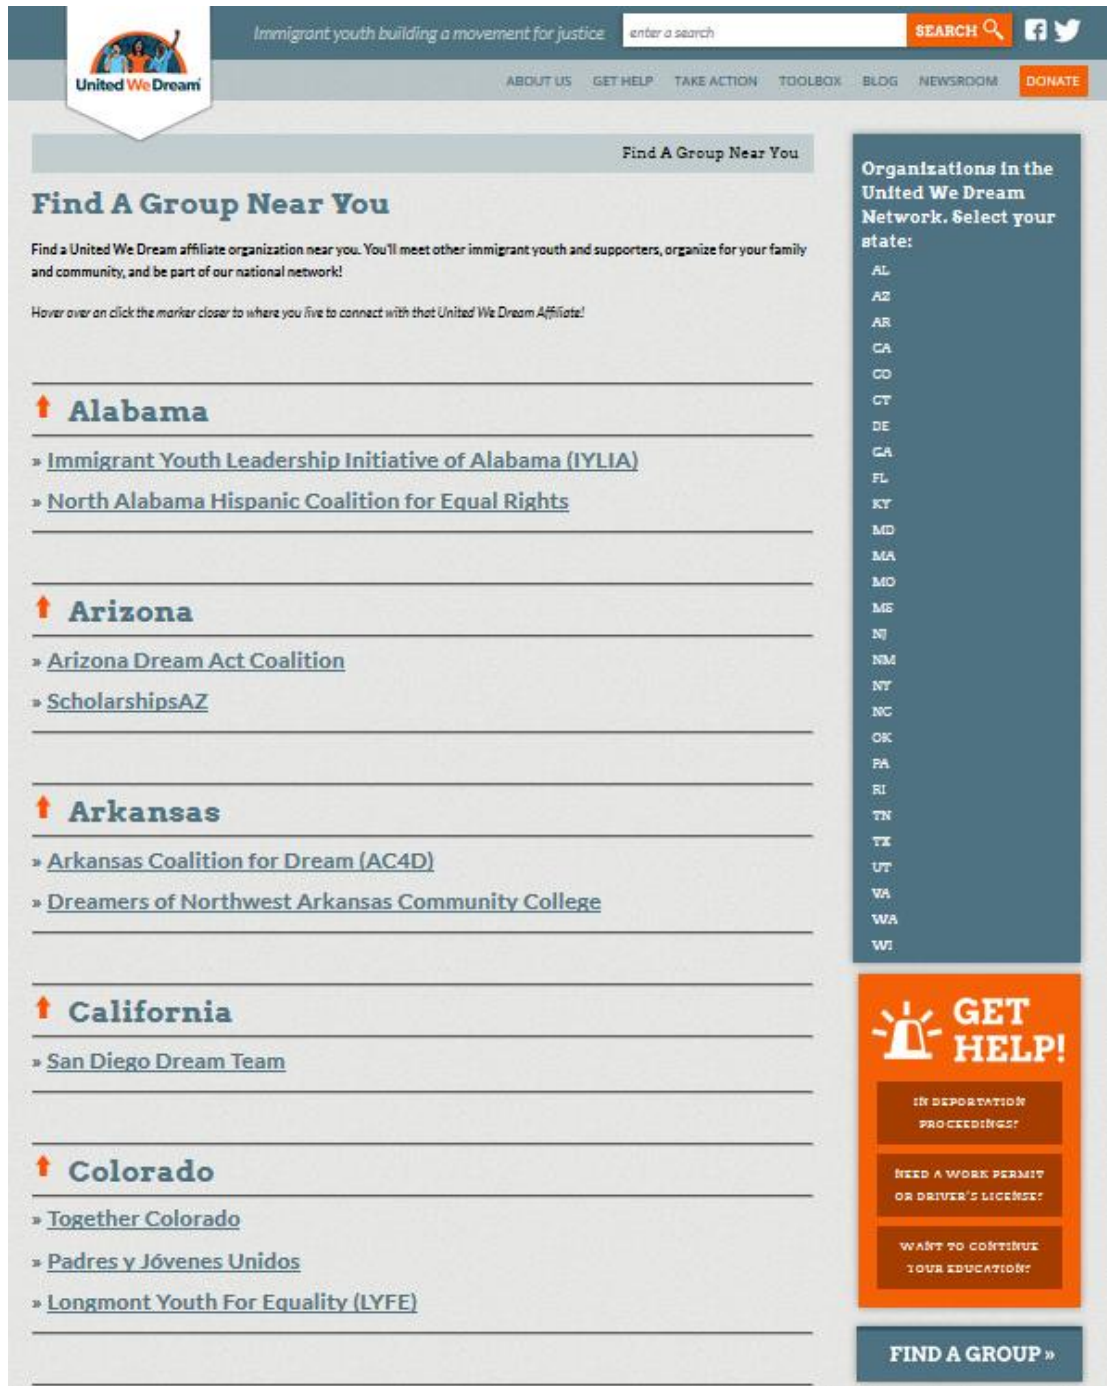 Immigrant youth building a movement for justice
enter a search
SEARCH
United We Dream
ABOUT US GET HELP TAKE ACTION TOOLBOX BLOG NEWSROOM DONATE
Find A Group Near You
Find A Group Near You
Find a United We Dream affiliate organization near you. You'll meet other immigrant youth and supporters, organize for your family
and community, and be part of our national network!
Hover over an click the marker closer to where you live to connect with that United We Dream Affiliate!
Alabama
» Immigrant Youth Leadership Initiative of Alabama (IYLIA)
» North Alabama Hispanic Coalition for Equal Rights
Arizona
» Arizona Dream Act Coalition
» ScholarshipsAZ
Arkansas
» Arkansas Coalition for Dream (AC4D)
» Dreamers of Northwest Arkansas Community College
California
» San Diego Dream Team
Colorado
» Together Colorado
» Padres y Jóvenes Unidos
» Longmont Youth For Equality (LYFE)
Organizations in the
United We Dream
Network. Select your
state:
AL
AZ
AR
CA
CO
CT
DE
GA
FL
KY
MD
MA
MO
ME
NJ
NM
NY
NC
OK
PA
RI
TN
TX
UT
VA
WA
WI
GET
HELP!
IN DEPORTATION
PROCEEDINGS?
NEED A WORK PERMIT
OR DRIVER'S LICENSE?
WANT TO CONTINUE
YOUR EDUCATION?
FIND A GROUP »